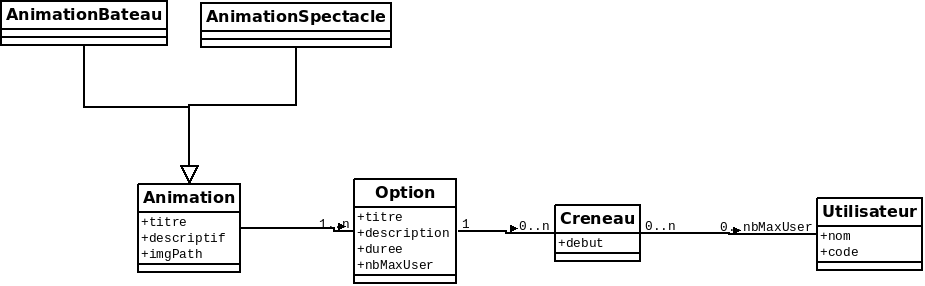 AnimationBateau
AnimationSpectacle
Animation
+titre
+descriptif
+imgPath
1..n
Option
+titre
+description
+duree
+nbMaxUser
1
0..n
Creneau
+debut
0..n
0..nbMaxUser
Utilisateur
+nom
+code